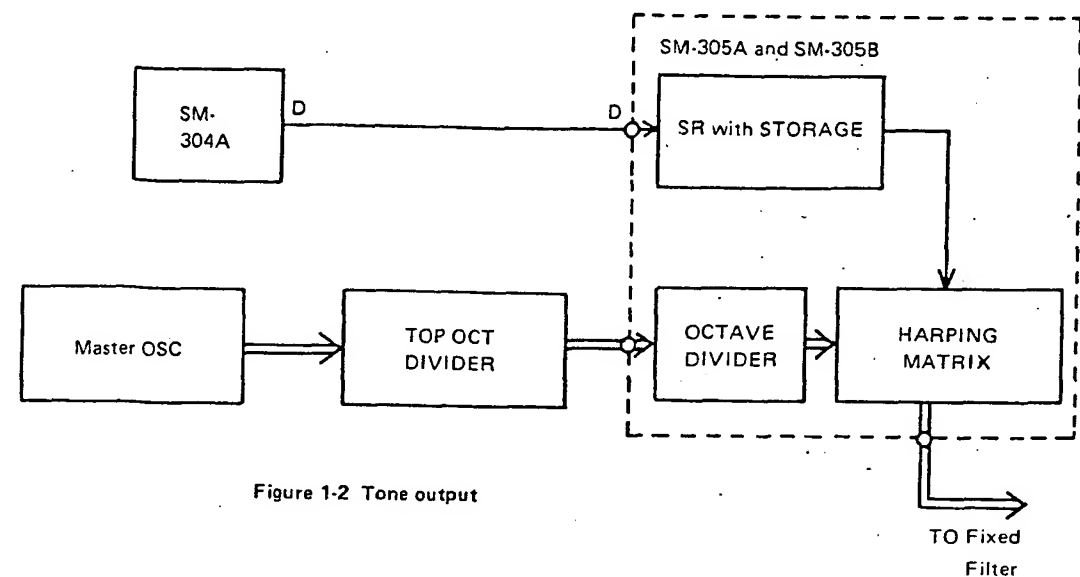 SM-305A and SM-305B
SM-
304A
D
D
SR with STORAGE
Master OSC
TOP OCT
DIVIDER
OCTAVE
DIVIDER
HARPING
MATRIX
Figure 1-2 Tone output
TO Fixed
Filter